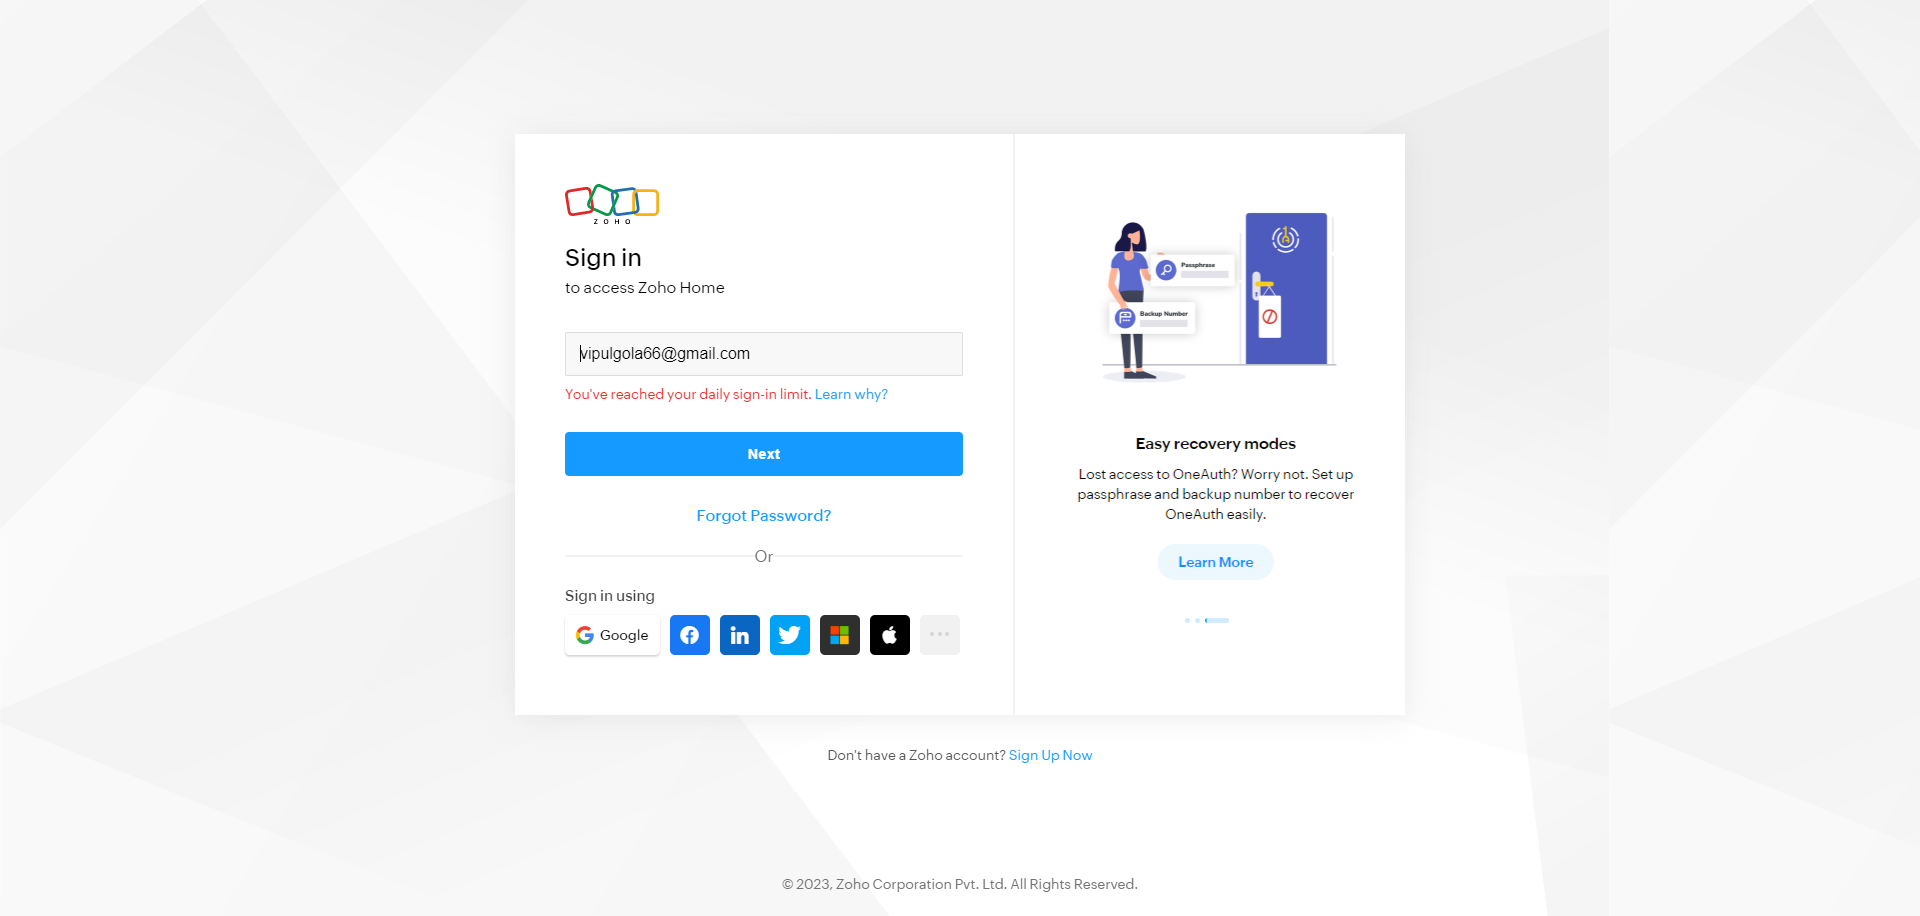 ZOHO
Sign in
to access Zoho Home
vipulgola66@gmail.com
You've reached your daily sign-in limit. Learn why?
Next
Forgot Password?
Or
Sign in using
Google
Passphrase
Backup Number
Easy recovery modes
Lost access to OneAuth? Worry not. Set up
passphrase and backup number to recover
OneAuth easily.
Learn More
Don't have a Zoho account? Sign Up Now
© 2023, Zoho Corporation Pvt. Ltd. All Rights Reserved.